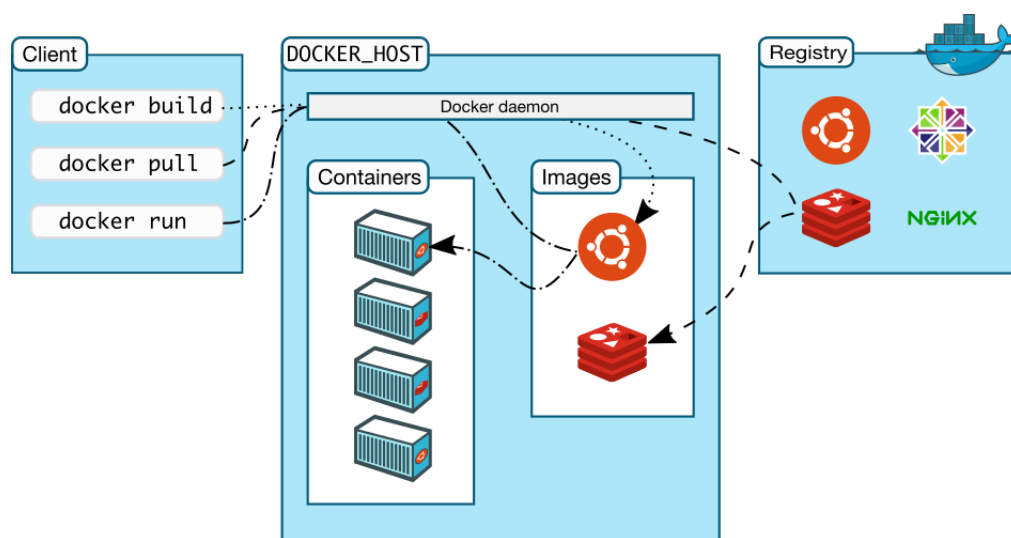 Client
docker build
docker pull
docker run
DOCKER_HOST
Docker daemon
Containers
Images
Registry
NGiNX